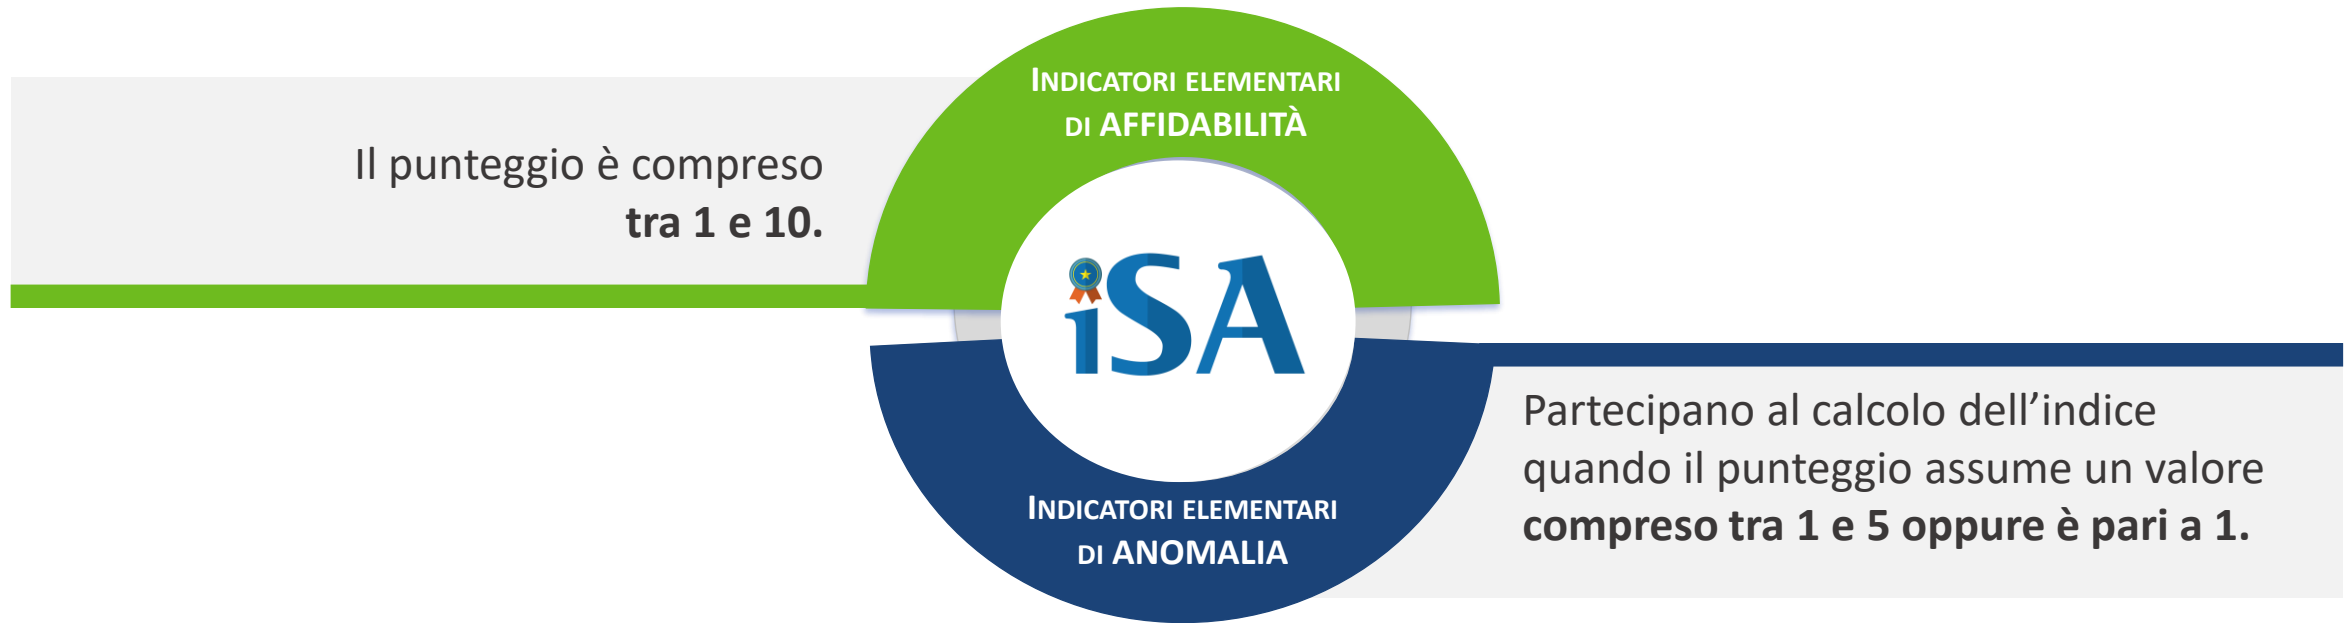 INDICATORI ELEMENTARI
DI AFFIDABILITÀ
Il punteggio è compreso
tra 1 e 10.
iSA
Partecipano al calcolo dell’indice
quando il punteggio assume un valore
compreso tra 1 e 5 oppure è pari a 1.
INDICATORI ELEMENTARI
DI ANOMALIA